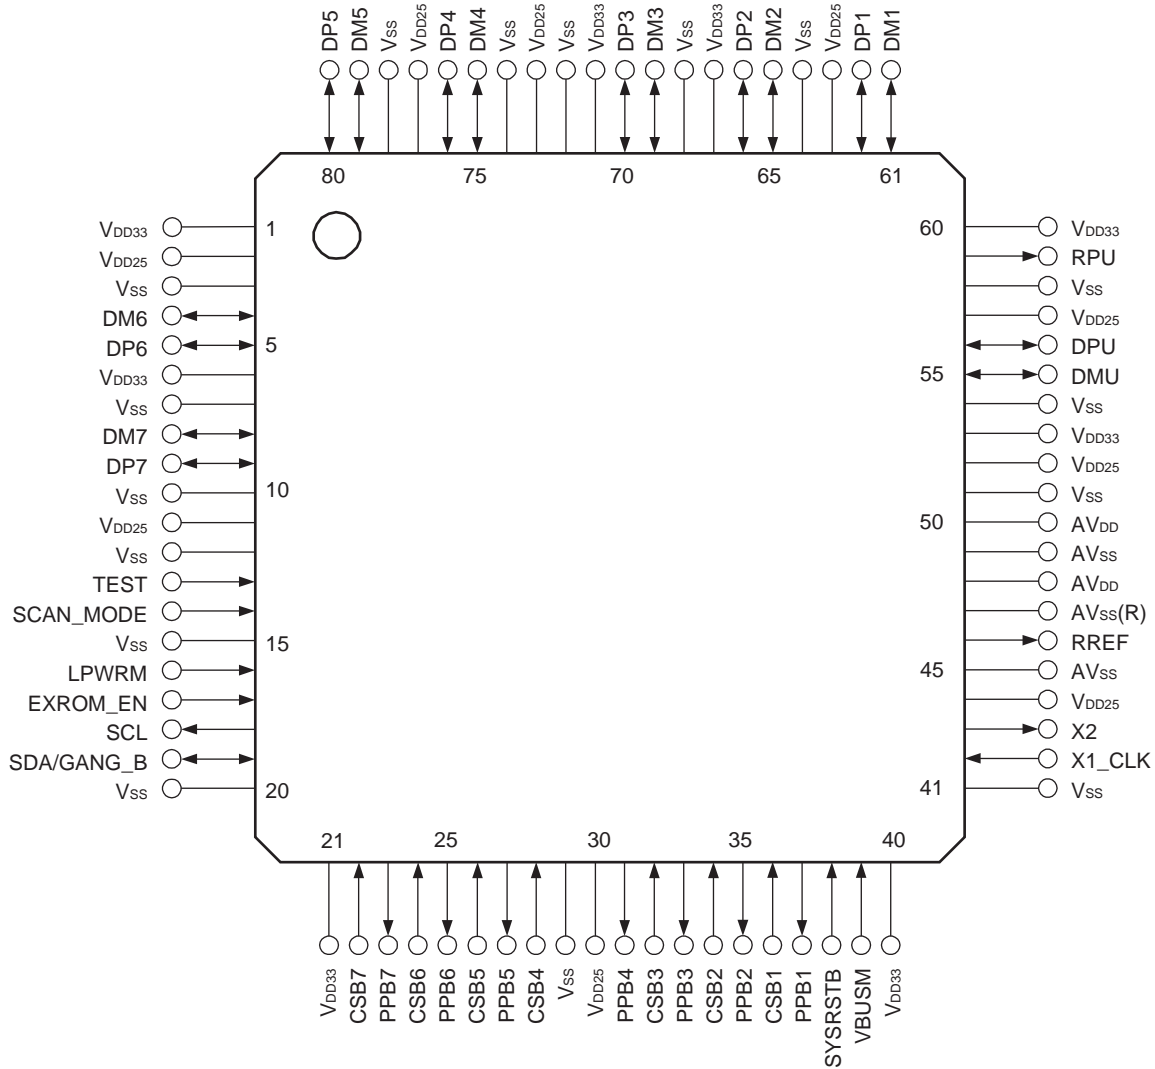 DP5 DM5 VSS VDD25 DP4 DM4 VSS VDD25 VSS VDD33 DP3 DM3 VSS VDD33 DP2 DM2 VSS VDD25 DP1 DM1
80 75 70 65 61
VDD33 1 60 VDD33
VDD25 RPU
VSS VSS
DM6 VDD25
DP6 5 DPU
VDD33 55 DMU
VSS VSS
DM7 VDD33
DP7 VDD25
VSS 10 VSS
VDD25 50 AVDD
VSS AVSS
TEST AVDD
SCAN_MODE AVSS(R)
VSS 15 RREF
LPWRM 45 AVSS
EXROM_EN VDD25
SCL X2
SDA/GANG_B X1_CLK
VSS 20 41 VSS
21 25 30 35 40
VDD33 CSB7 PPB7 CSB6 PPB6 CSB5 PPB5 CSB4 VSS VDD25 PPB4 CSB3 PPB3 CSB2 PPB2 CSB1 PPB1 SYSRSTB VBUSM VDD33